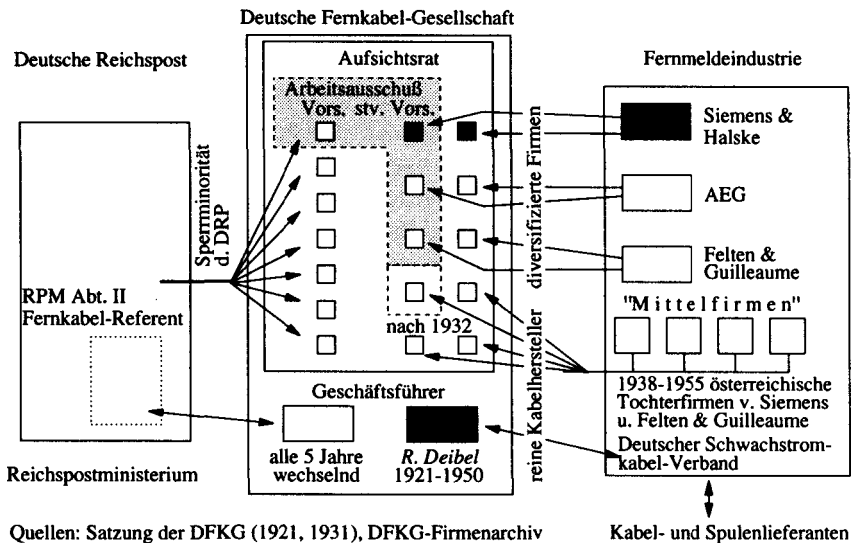 Deutsche Fernkabel-Gesellschaft
Deutsche Reichspost
Aufsichtsrat
Fernmeldeindustrie
Arbeitsausschuß
Vors. stv. Vors.
Sperrminorität
d. DRP
RPM Abt. II
Fernkabel-Referent
nach 1932
diversifizierte Firmen
reine Kabelhersteller
Siemens &
Halske
AEG
Felten &
Guilleaume
"Mittelfirmen"
1938-1955 österreichische
Tochterfirmen v. Siemens
u. Felten & Guilleaume
Deutscher Schwachstrom-
kabel-Verband
Geschäftsführer
alle 5 Jahre
wechselnd
R. Deibel
1921-1950
Reichspostministerium
Quellen: Satzung der DFKG (1921, 1931), DFKG-Firmenarchiv
Kabel- und Spulenlieferanten